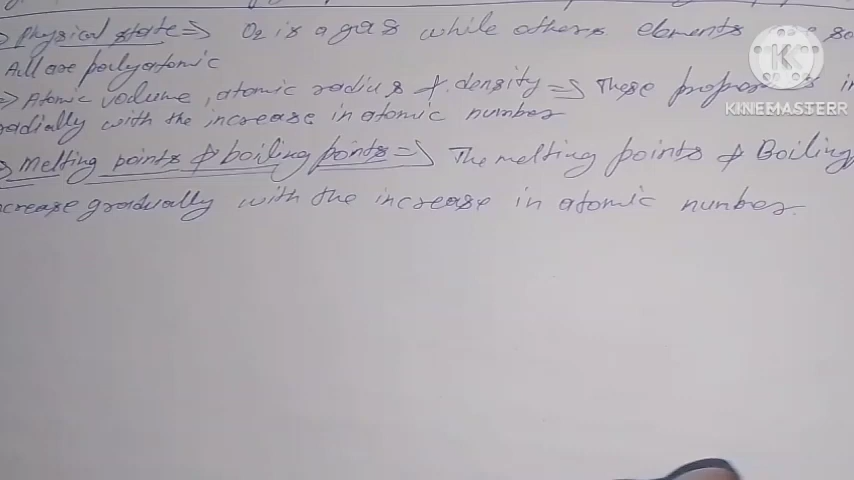 Physical state => O2 is a gas while others elements
All are polyatomic
=> Atomic volume, atomic radius & density => These
radially with the increase in atomic number
Melting points & boiling points => The melting points & Boiling
crease gradually with the increase in atomic number.
KINEMASTER